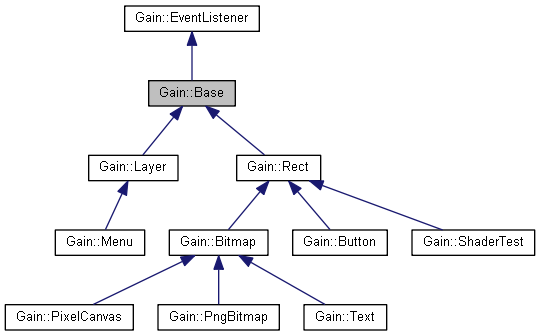 Gain::EventListener
Gain::Base
Gain::Layer
Gain::Rect
Gain::Menu
Gain::Bitmap
Gain::Button
Gain::ShaderTest
Gain::PixelCanvas
Gain::PngBitmap
Gain::Text